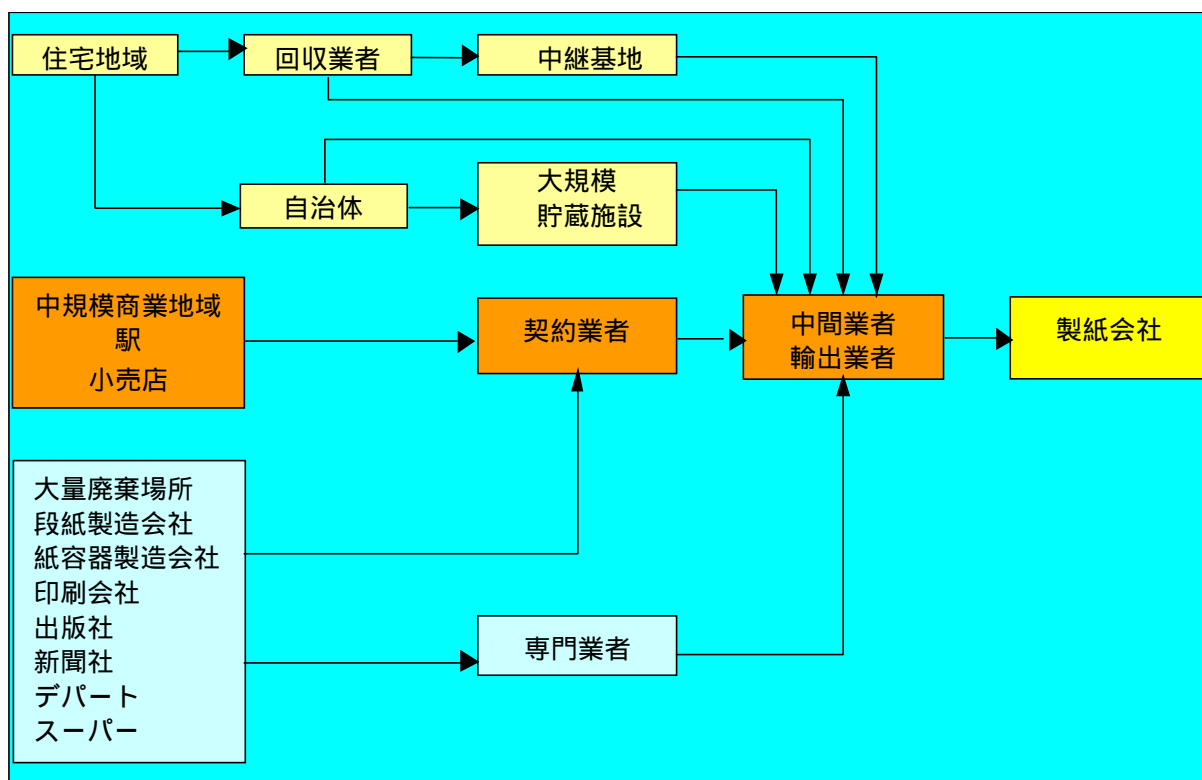 住宅地域
回収業者
中継基地
自治体
大規模
貯蔵施設
中規模商業地域
駅
小売店
契約業者
中間業者
輸出業者
製紙会社
大量廃棄場所
段紙製造会社
紙容器製造会社
印刷会社
出版社
新聞社
デパート
スーパー
専門業者